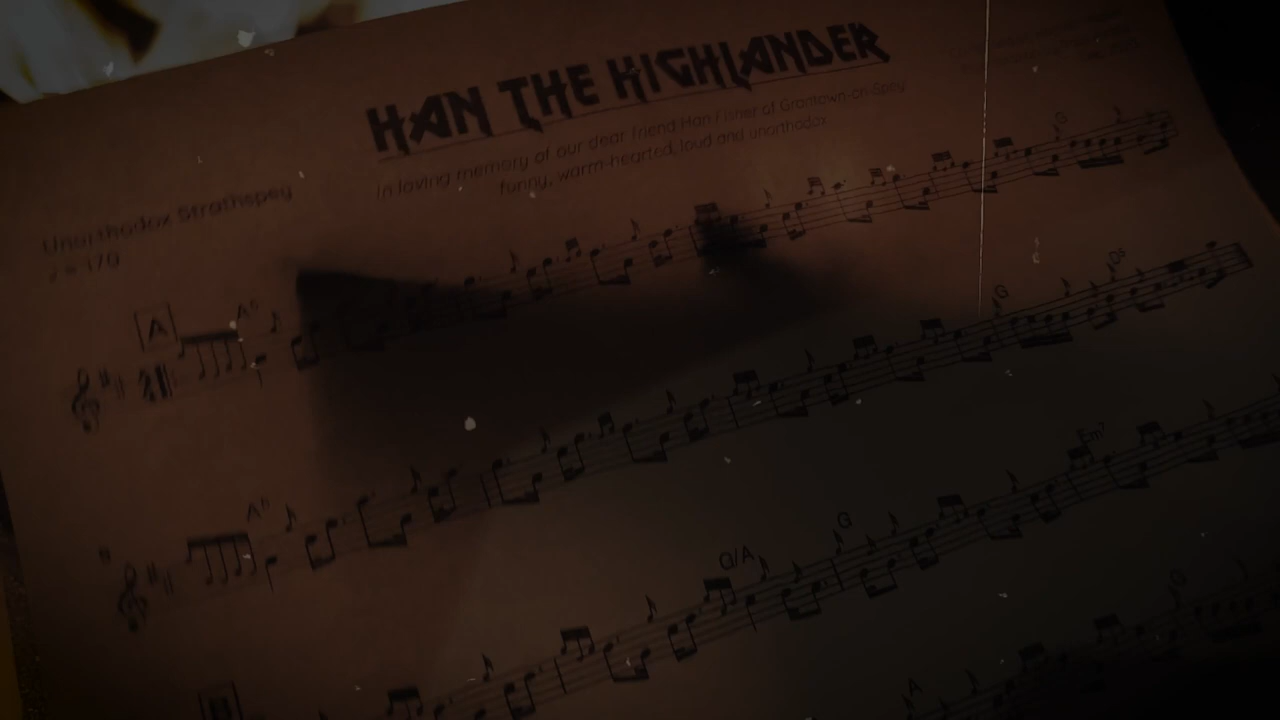 HAN THE HIGHLANDER
In loving memory of our dear friend Han Fisher of Grantown-on-Spey
funny, warm-hearted, loud and unorthodox
Unorthodox Strathspey
♩ = 170
A
A⁵
G
A⁵
G
D⁵
D/A
G
Em⁷
B
A
G